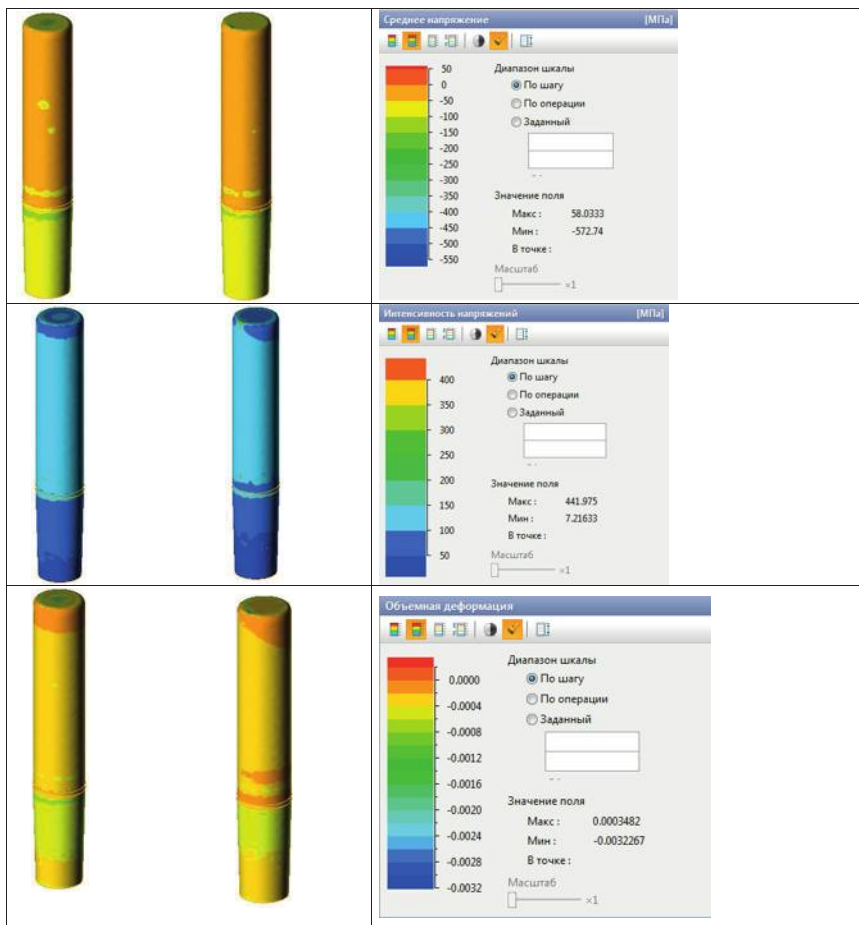 Среднее напряжение [МПа]
50
0
-50
-100
-150
-200
-250
-300
-350
-400
-450
-500
-550
Диапазон шкалы
По шагу
По операции
Заданный
Значение поля
Макс : 58.0333
Мин : -572.74
В точке :
Масштаб
×1
Интенсивность напряжений [МПа]
400
350
300
250
200
150
100
50
Диапазон шкалы
По шагу
По операции
Заданный
Значение поля
Макс : 441.975
Мин : 7.21633
В точке :
Масштаб
×1
Объемная деформация
0.0000
-0.0004
-0.0008
-0.0012
-0.0016
-0.0020
-0.0024
-0.0028
-0.0032
Диапазон шкалы
По шагу
По операции
Заданный
Значение поля
Макс : 0.0003482
Мин : -0.0032267
В точке :
Масштаб
×1